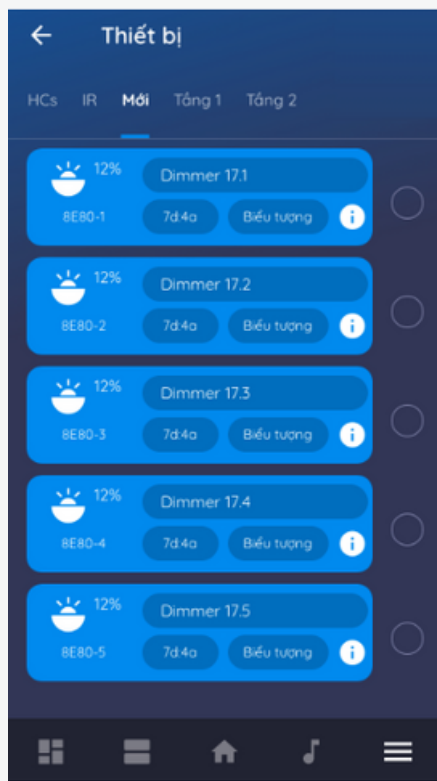 Thiết bị
HCs IR Mới Tầng 1 Tầng 2
12% Dimmer 17.1
8E80-1 7d:4a Biểu tượng
12% Dimmer 17.2
8E80-2 7d:4a Biểu tượng
12% Dimmer 17.3
8E80-3 7d:4a Biểu tượng
12% Dimmer 17.4
8E80-4 7d:4a Biểu tượng
12% Dimmer 17.5
8E80-5 7d:4a Biểu tượng